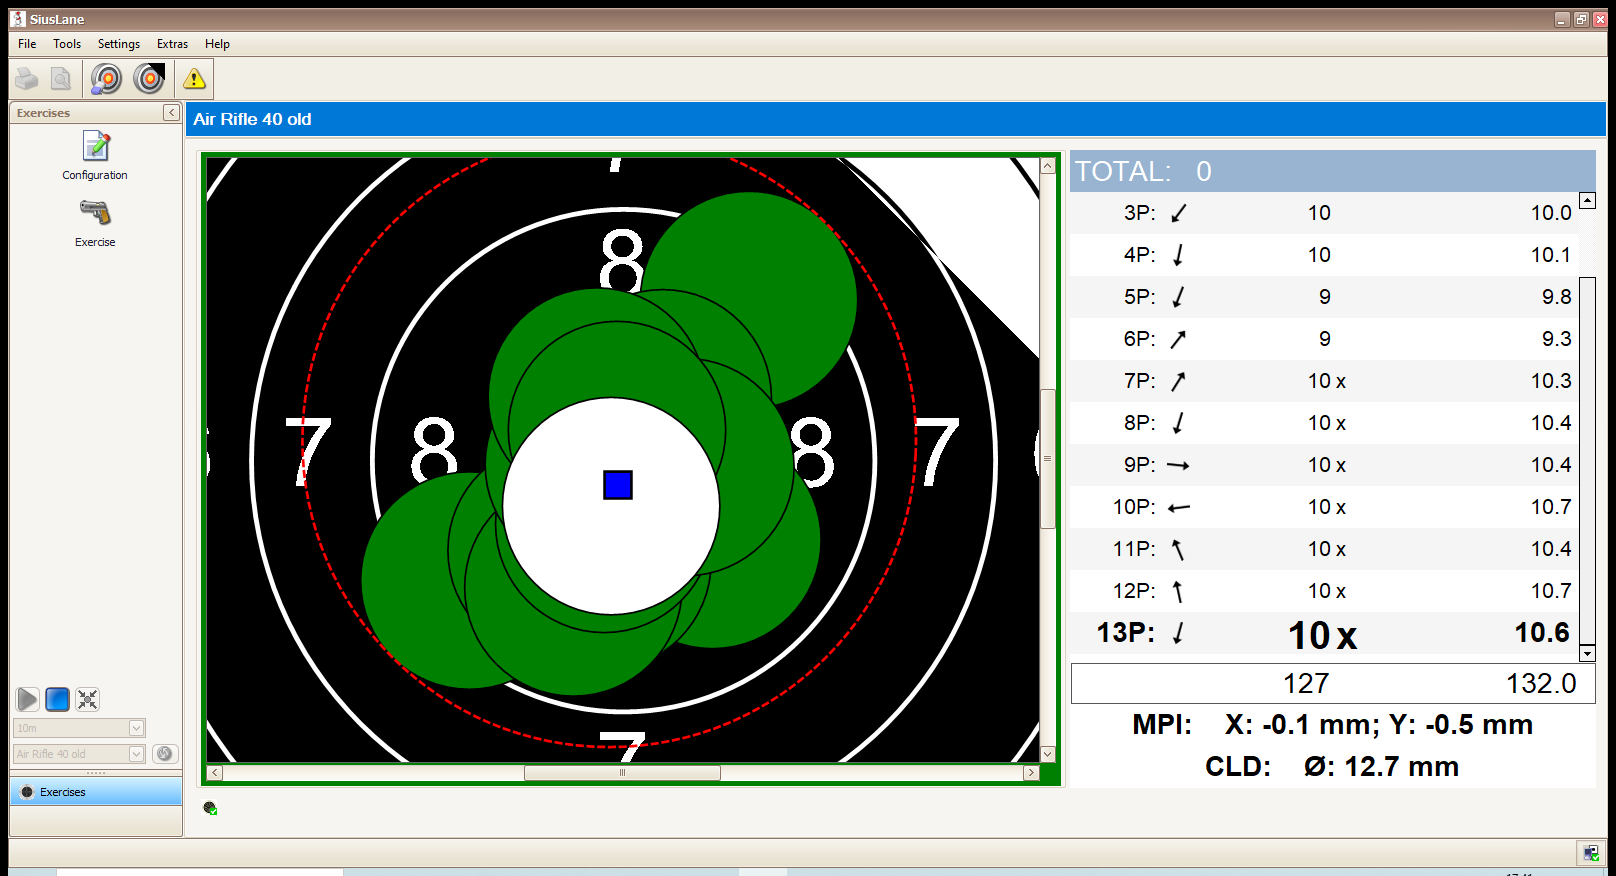 SiusLane
File Tools Settings Extras Help
Exercises
Configuration
Exercise
10m
Air Rifle 40 old
Exercises
Air Rifle 40 old
7
8
7 8 8 7
7
TOTAL: 0
3P: 10 10.0
4P: 10 10.1
5P: 9 9.8
6P: 9 9.3
7P: 10 x 10.3
8P: 10 x 10.4
9P: 10 x 10.4
10P: 10 x 10.7
11P: 10 x 10.4
12P: 10 x 10.7
13P: 10 x 10.6
127 132.0
MPI: X: -0.1 mm; Y: -0.5 mm
CLD: Ø: 12.7 mm